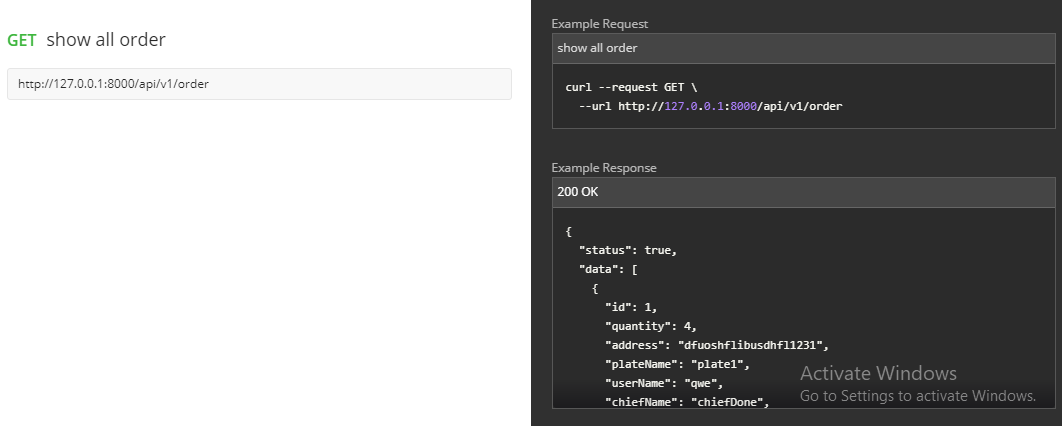 GET show all order
http://127.0.0.1:8000/api/v1/order
Example Request
show all order
curl --request GET \
--url http://127.0.0.1:8000/api/v1/order
Example Response
200 OK
{
"status": true,
"data": [
{
"id": 1,
"quantity": 4,
"address": "dfuoshflibusdhfl1231",
"plateName": "plate1",
"userName": "qwe",
"chiefName": "chiefDone",
Activate Windows
Go to Settings to activate Windows.